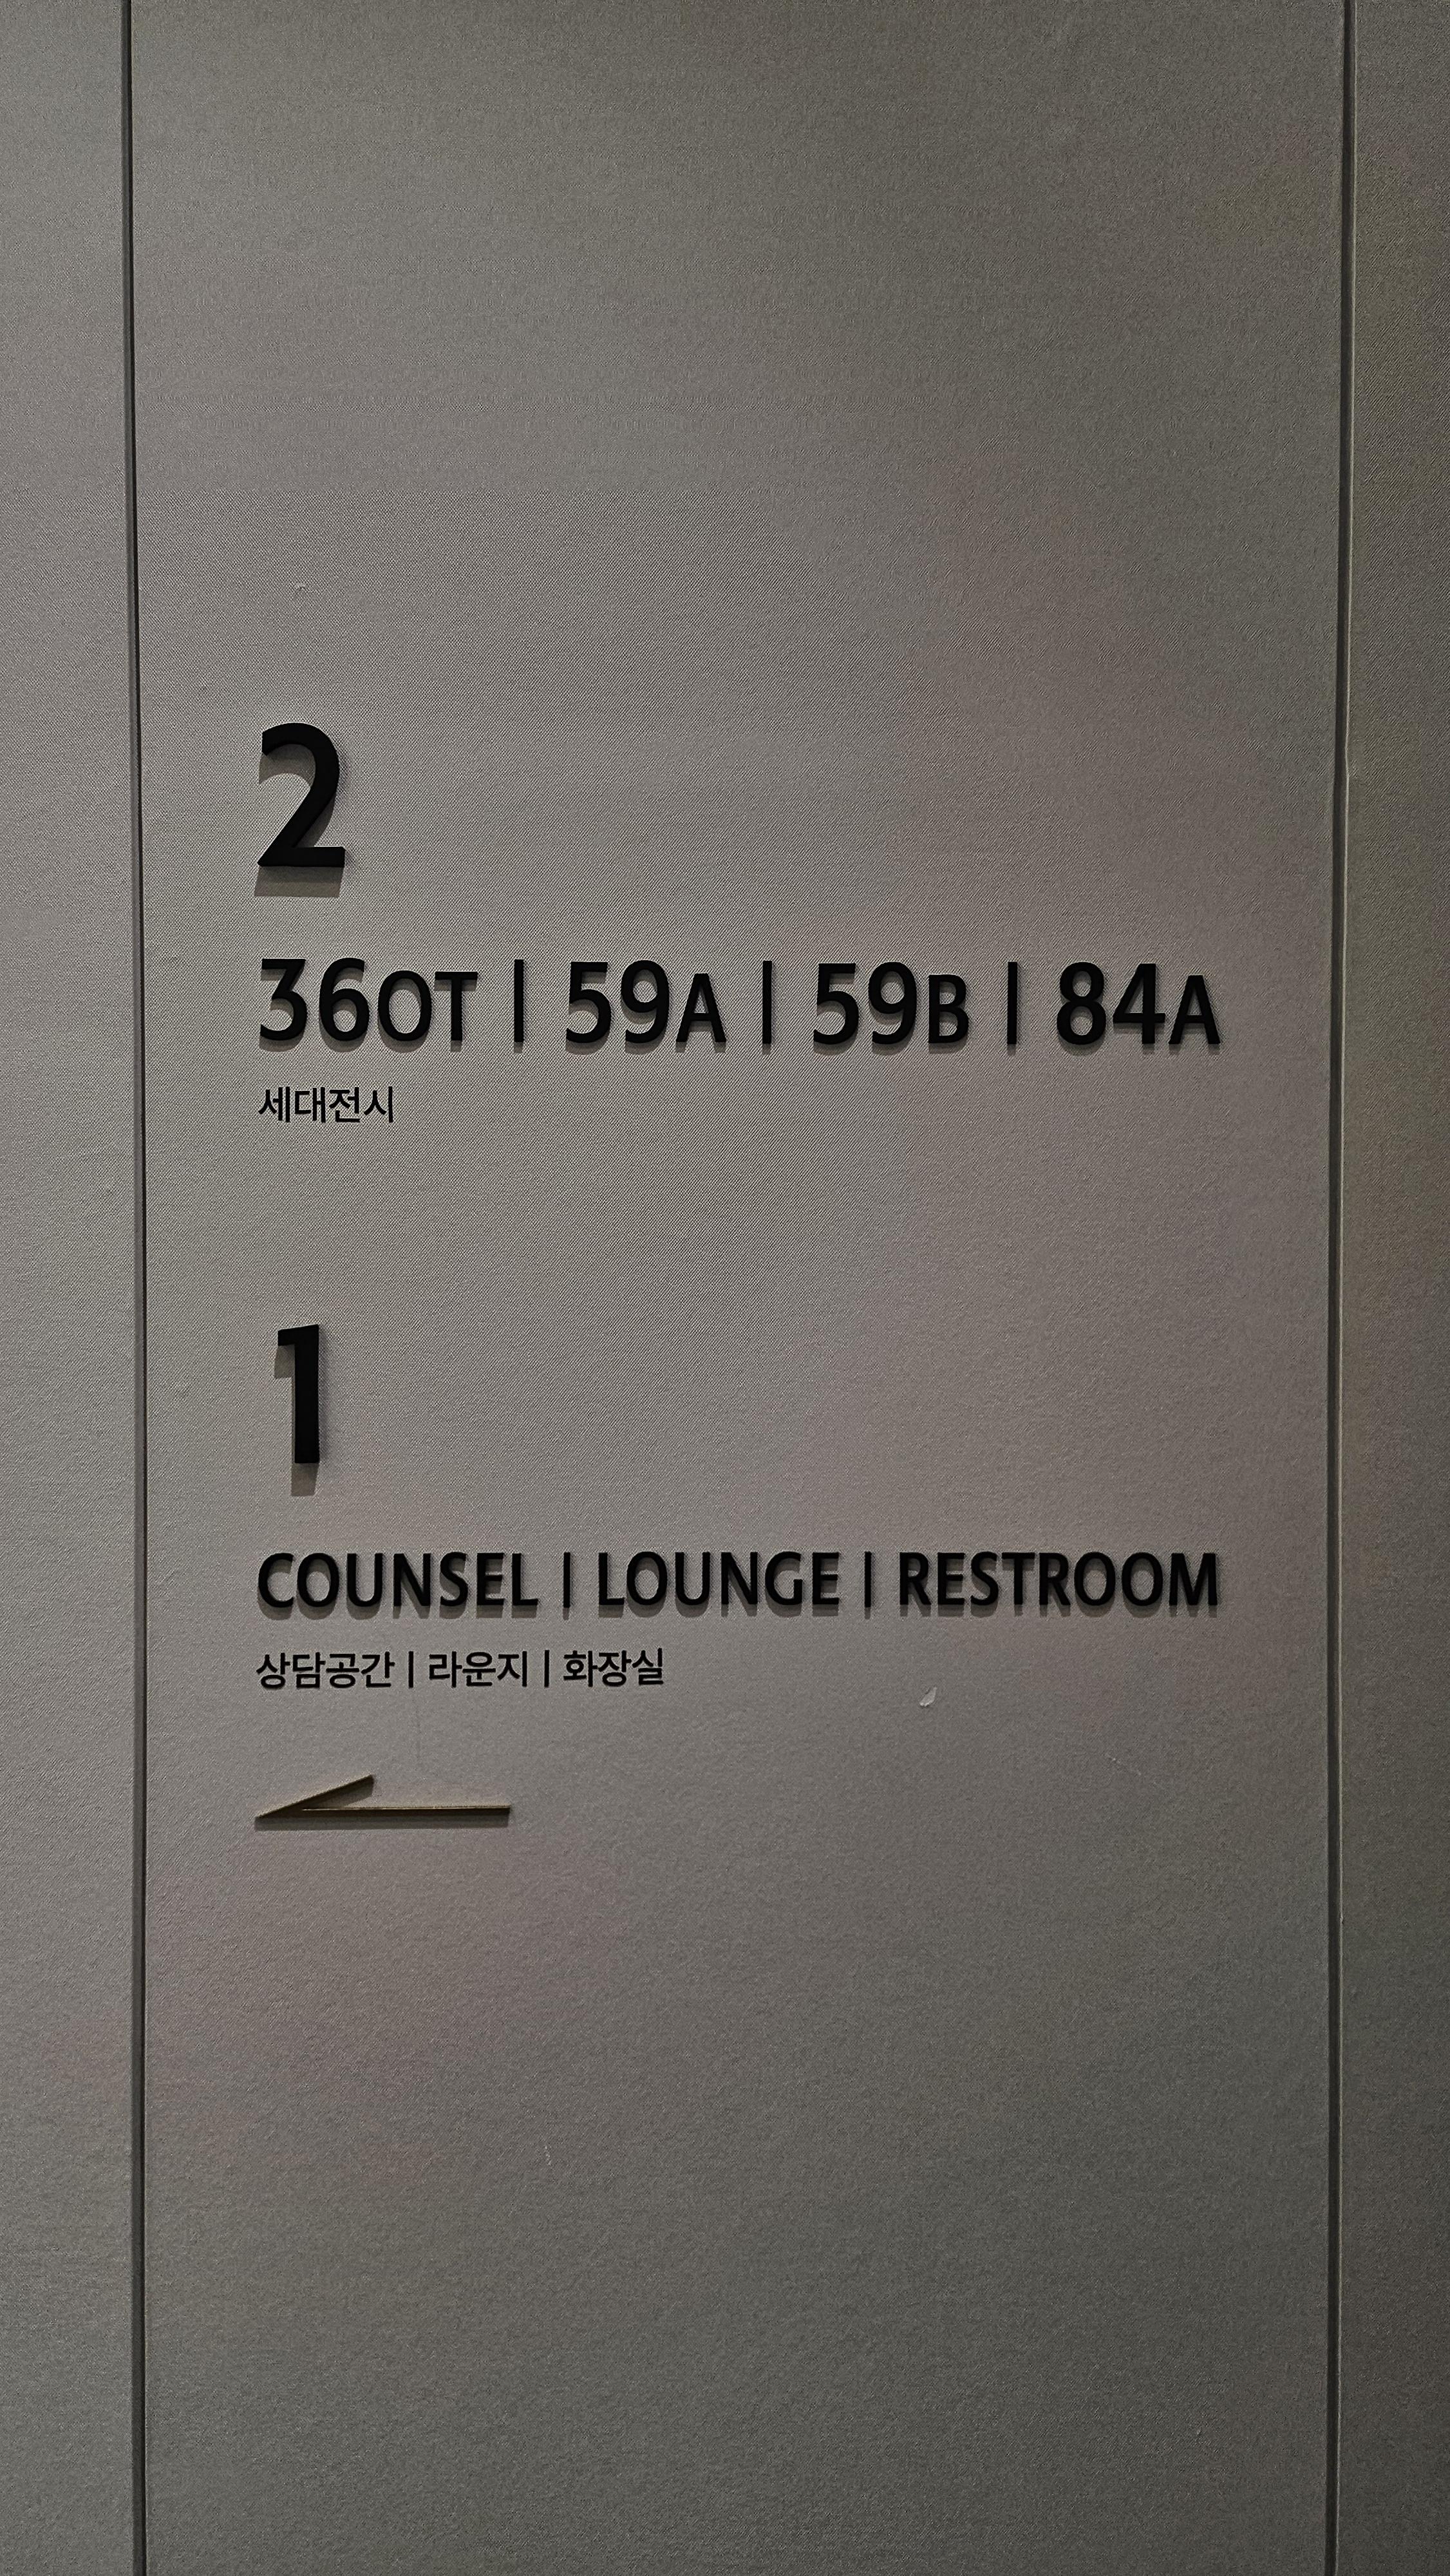 2
36OT | 59A | 59B | 84A
세대전시
1
COUNSEL | LOUNGE | RESTROOM
상담공간 | 라운지 | 화장실